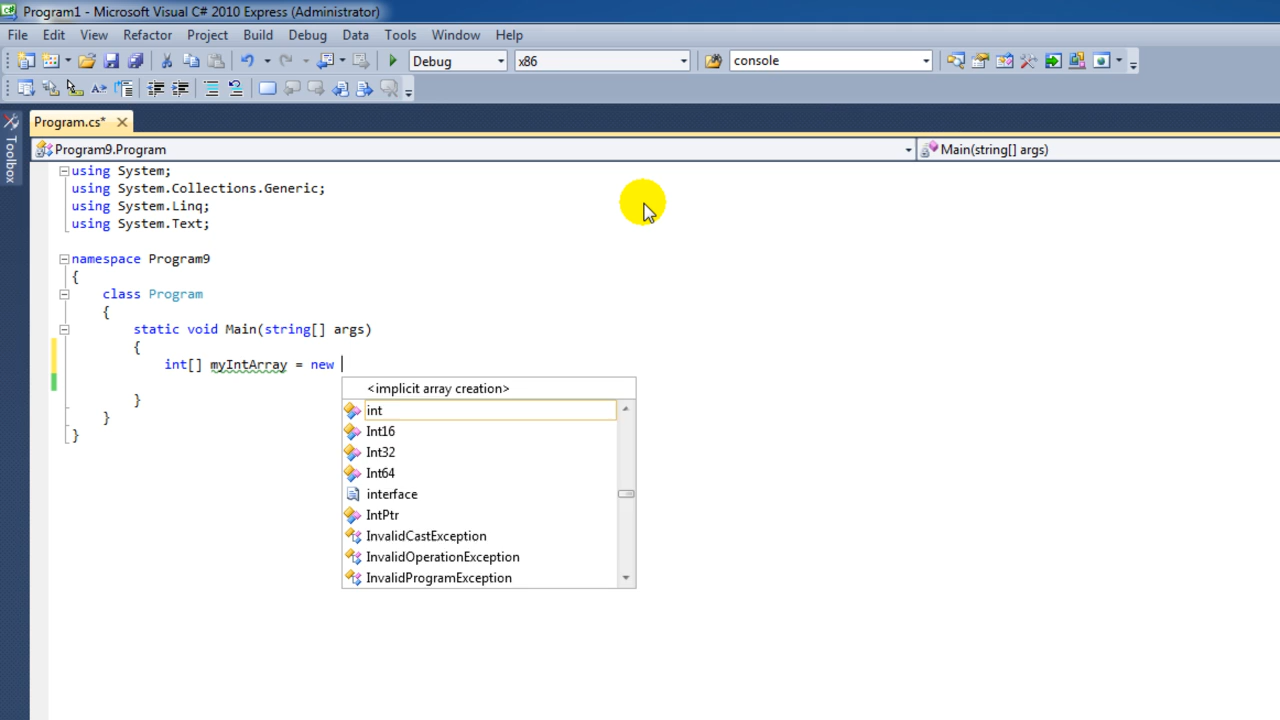 Program1 - Microsoft Visual C# 2010 Express (Administrator)
File Edit View Refactor Project Build Debug Data Tools Window Help
Debug x86 console
Program.cs*
Toolbox
Program9.Program Main(string[] args)
using System;
using System.Collections.Generic;
using System.Linq;
using System.Text;
namespace Program9
{
class Program
{
static void Main(string[] args)
{
int[] myIntArray = new
<implicit array creation>
int
Int16
Int32
Int64
interface
IntPtr
InvalidCastException
InvalidOperationException
InvalidProgramException
}
}
}